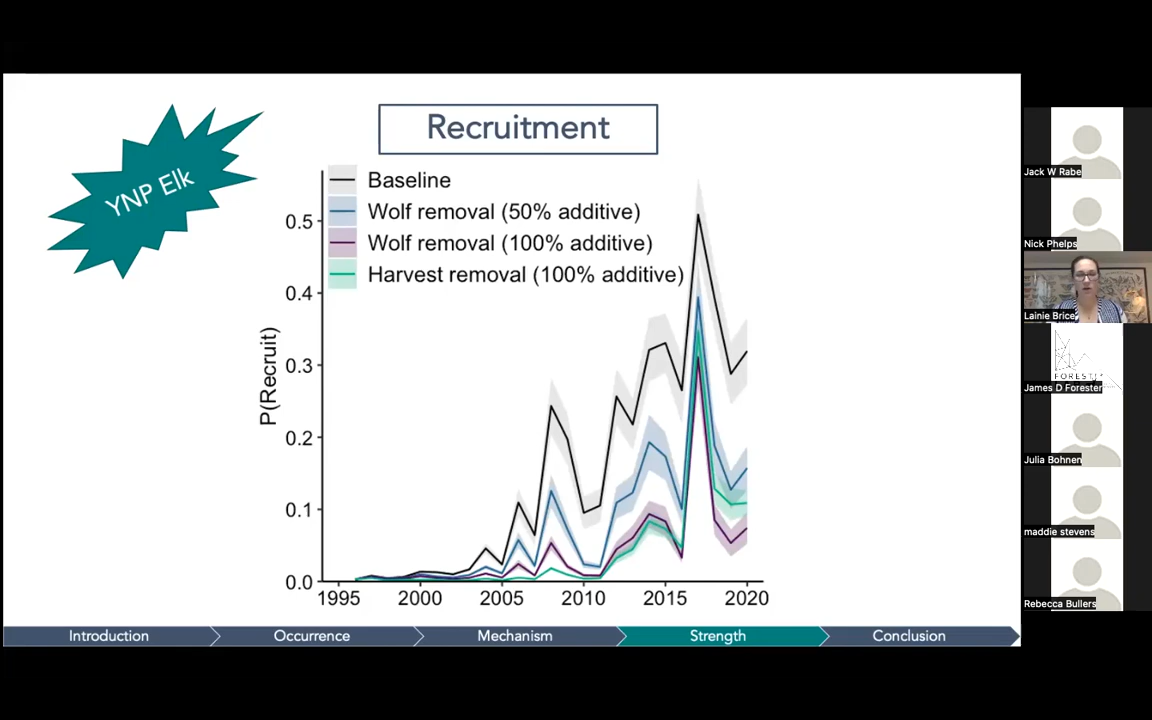 YNP Elk
Recruitment
Baseline
Wolf removal (50% additive)
Wolf removal (100% additive)
Harvest removal (100% additive)
P(Recruit)
0.5
0.4
0.3
0.2
0.1
0.0
1995 2000 2005 2010 2015 2020
Introduction Occurrence Mechanism Strength Conclusion
Jack W Rabe
Nick Phelps
Lainie Brice
FOREST
James D Forester
Julia Bohnen
maddie stevens
Rebecca Bullers